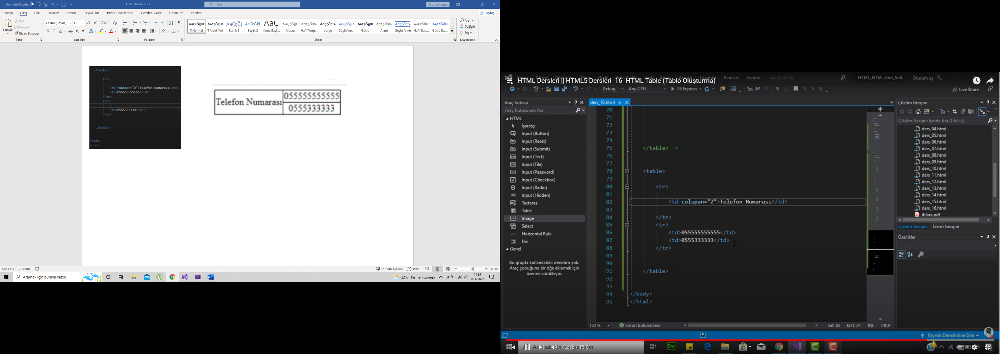 Otomatik Kaydet
HTML Notları.docx
Ara
Oturum açın
Dosya Giriş Ekle Tasarım Düzen Başvurular Posta Gönderileri Gözden Geçir Görünüm Yardım
Paylaş
Yapıştır
Kes
Kopyala
Biçim Boyacısı
Pano
Calibri (Gövde) 11
K T A
Yazı Tipi
Paragraf
AaÇçĞğHl AaÇçĞğHl AaÇçĞğ AaÇçĞğH AaÇ AaÇçĞğH AaÇçĞğHl AaÇçĞğHl AaÇçĞğHl AaÇçĞğHl AaÇçĞğHl AaÇçĞğHl AaÇçĞğHl AaÇçĞğHl
¶ Normal ¶ Aralık Yok Başlık 1 Başlık 2 Konu Başlı... Altyazı Hafif Vurg... Vurgu Güçlü Vur... Güçlü Alıntı Güçlü Alıntı Hafif Başv... Güçlü Baş...
Stiller
Ara
Değiştir
Seç
Düzenleme
<table>
<tr>
<td rowspan="2">Telefon Numarası</td>
<td>055555555555</td>
</tr>
<tr>
<td>0555333333</td>
</tr>
</table>
/body>
/html>
Telefon Numarası
055555555555
0555333333
Sayfa 5/5 7 sözcük
Görüntü Ayarları Odak
%160
Aramak için buraya yazın
22°C Kısmen güneşli
11:39
8.06.2022
HTML Dersleri || HTML5 Dersleri -16- HTML Table (Tablo Oluşturma)
Pencere Yardım
Ara (Ctrl+Q)
HTML_HTM...itim_Seti
Oturum aç
Debug Any CPU IIS Express
Live Share
Araç Kutusu
Araç Kutusunda Ara
HTML
İşaretçi
Input (Button)
Input (Reset)
Input (Submit)
Input (Text)
Input (File)
Input (Password)
Input (Checkbox)
Input (Radio)
Input (Hidden)
Textarea
Table
Image
Select
Horizontal Rule
Div
Genel
Bu grupta kullanılabilir denetim yok.
Araç çubuğuna bir öğe eklemek için
üzerine sürükleyin.
ders_16.html
70
71
72
73
74
75 </table>-->
76
77
78 <table>
79
80 <tr>
81
82 <td colspan="2">Telefon Numarası</td>
83
84 </tr>
85 <tr>
86 <td>055555555555</td>
87 <td>0555333333</td>
88 </tr>
89
90
91 </table>
92
93
94 </body>
95 </html>
123 %
Sorun bulunamadı
Sat: 82 Krkt: 24 BŞL CRLF
Çözüm Gezgini
Çözüm Gezgini İçinde Ara (Ctrl+ş)
ders_04.html
ders_05.html
ders_06.html
ders_07.html
ders_08.html
ders_09.html
ders_10.html
ders_11.html
ders_12.html
ders_13.html
ders_14.html
ders_15.html
ders_16.html
ihlara.pdf
Çözüm Gezgini Takım Gezgini
Özellikler
Kaynak Denetimine Ekle
12:58 / 15:01
Dw